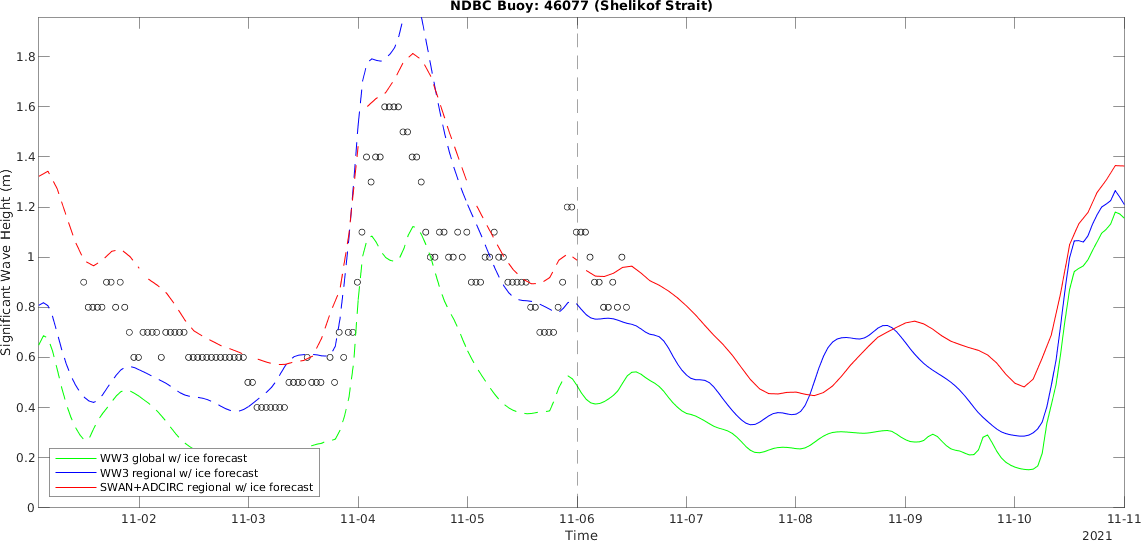 NDBC Buoy: 46077 (Shelikof Strait)
Significant Wave Height (m)
1.8
1.6
1.4
1.2
1
0.8
0.6
0.4
0.2
0
WW3 global w/ ice forecast
WW3 regional w/ ice forecast
SWAN+ADCIRC regional w/ ice forecast
11-02 11-03 11-04 11-05 11-06 11-07 11-08 11-09 11-10 11-11
Time
2021